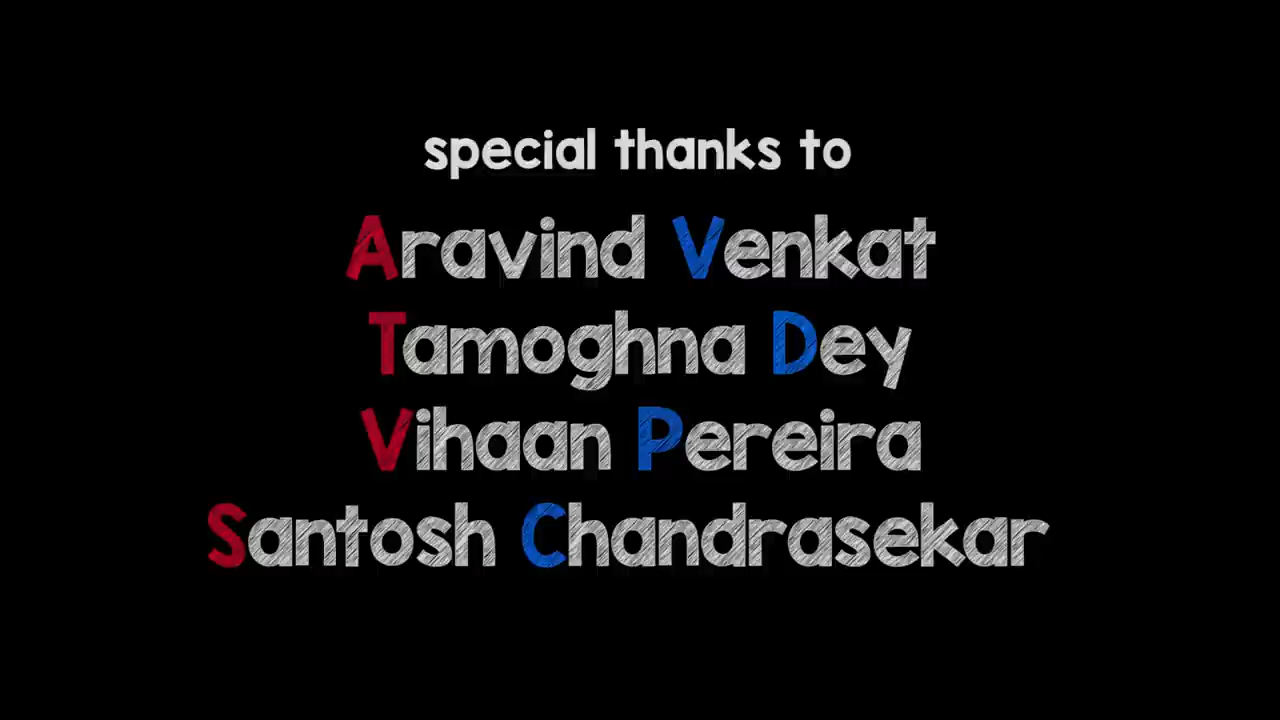 special thanks to
Aravind Venkat
Tamoghna Dey
Vihaan Pereira
Santosh Chandrasekar